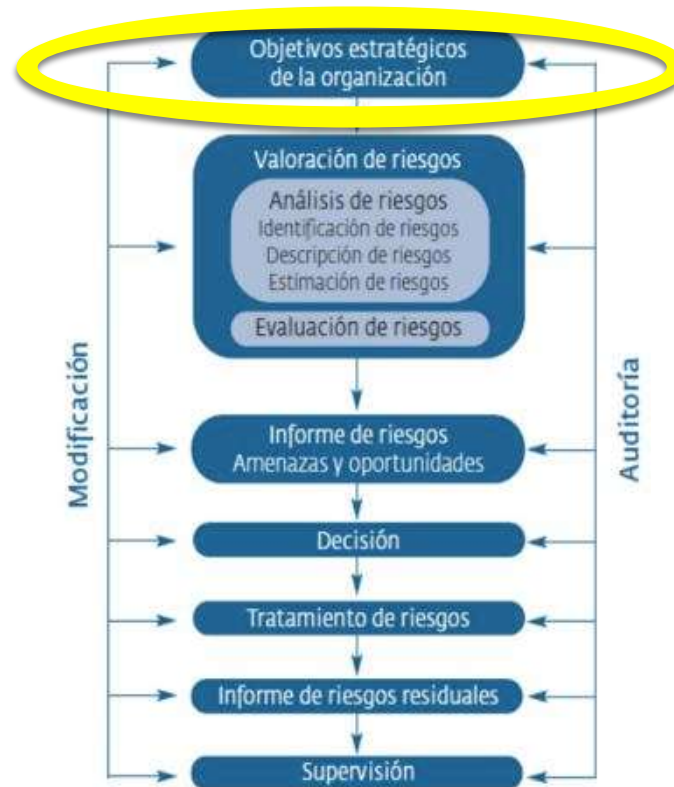 Objetivos estratégicos
de la organización
Valoración de riesgos
Análisis de riesgos
Identificación de riesgos
Descripción de riesgos
Estimación de riesgos
Evaluación de riesgos
Informe de riesgos
Amenazas y oportunidades
Decisión
Tratamiento de riesgos
Informe de riesgos residuales
Supervisión
Modificación
Auditoría